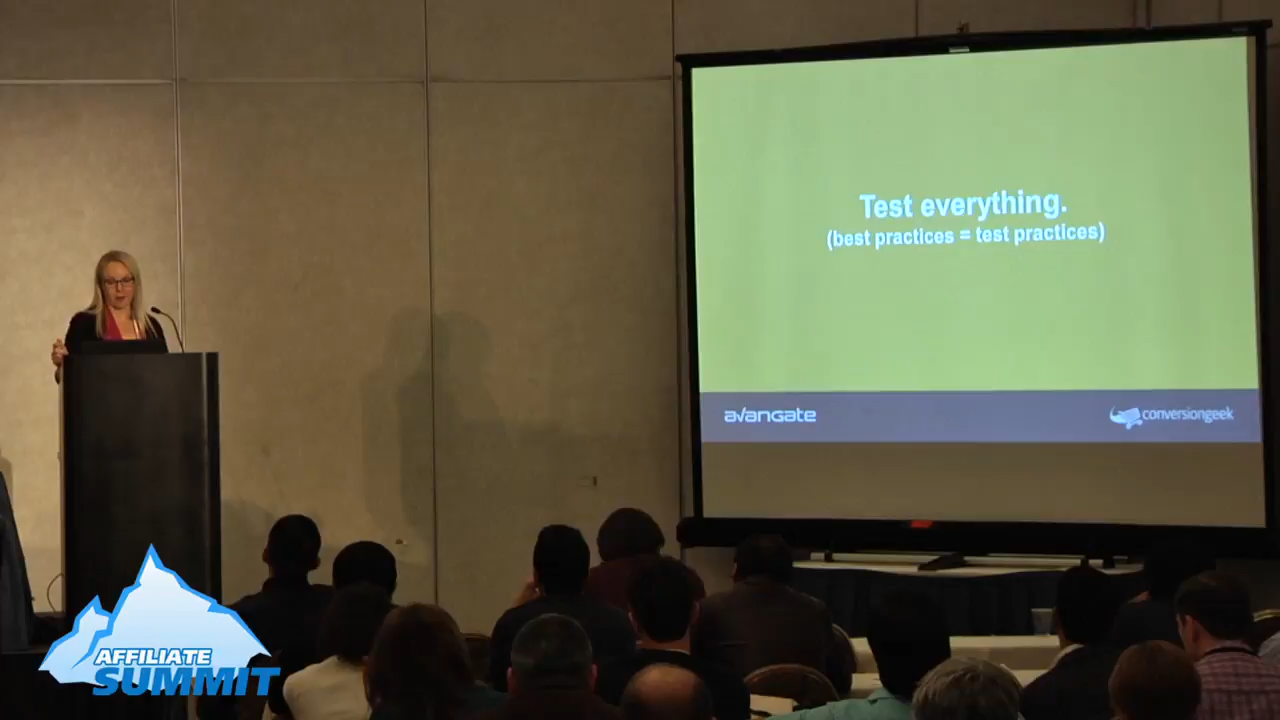 Test everything.
(best practices = test practices)
avangate
conversiongeek
AFFILIATE
SUMMIT